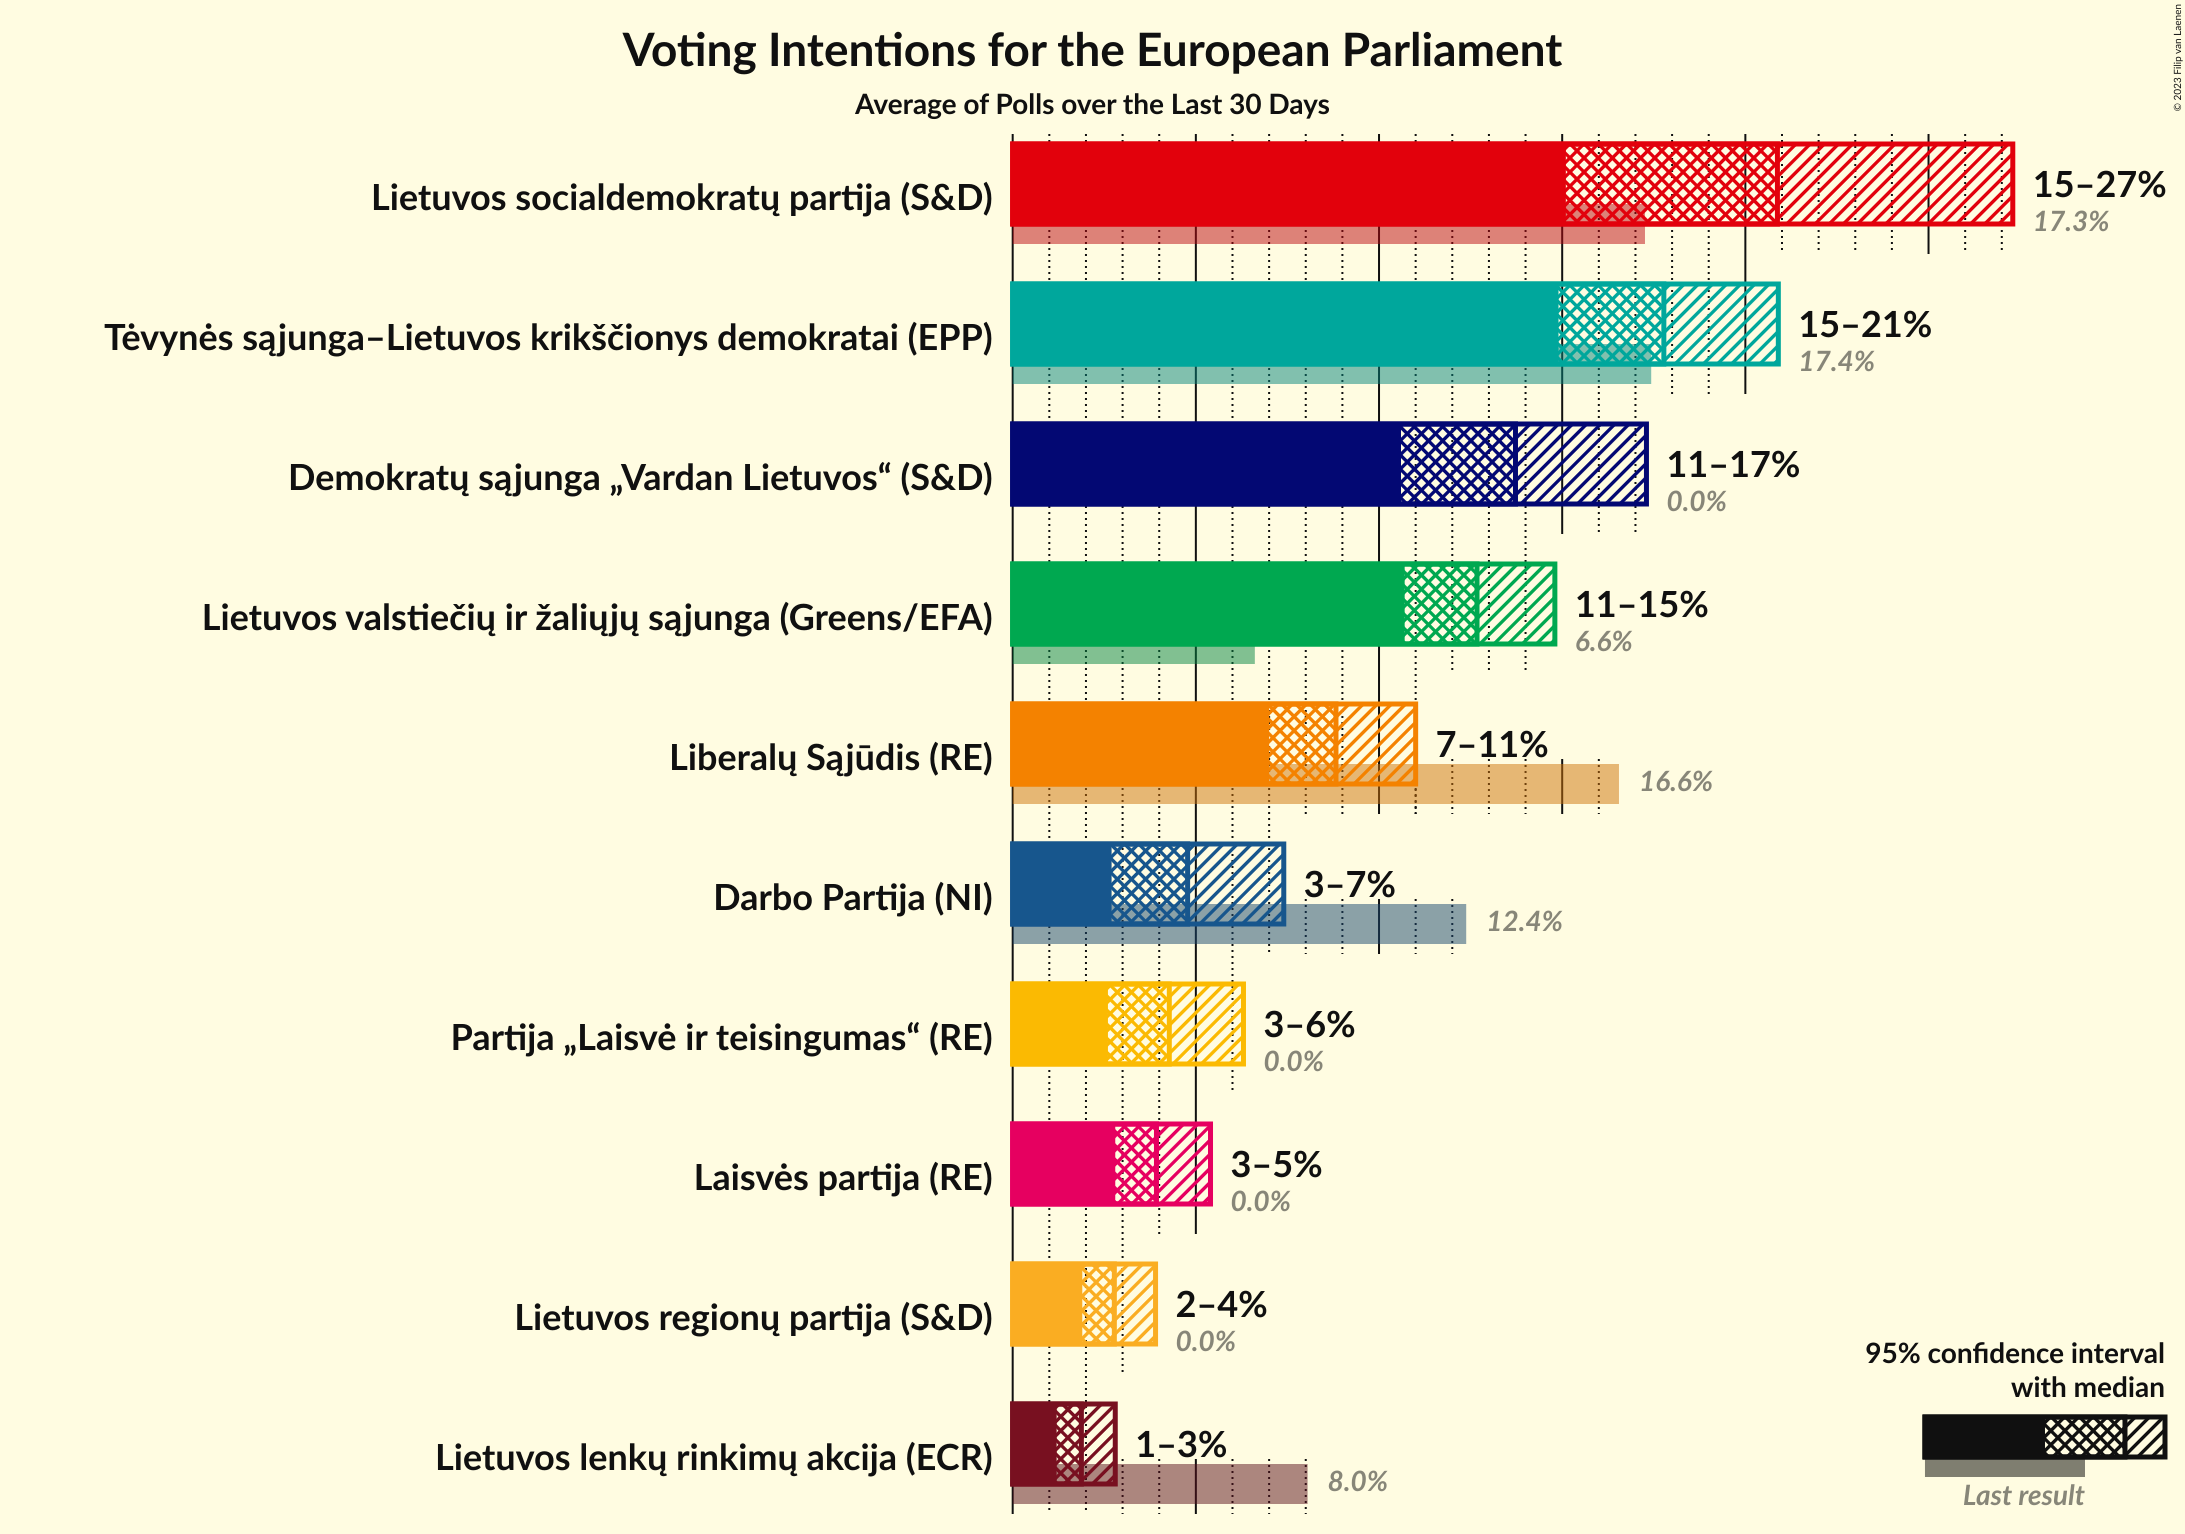 © 2023 Filip van Laenen
Voting Intentions for the European Parliament
Average of Polls over the Last 30 Days
Lietuvos socialdemokratų partija (S&D)
15–27%
17.3%
Tėvynės sąjunga–Lietuvos krikščionys demokratai (EPP)
15–21%
17.4%
Demokratų sąjunga „Vardan Lietuvos“ (S&D)
11–17%
0.0%
Lietuvos valstiečių ir žaliųjų sąjunga (Greens/EFA)
11–15%
6.6%
Liberalų Sąjūdis (RE)
7–11%
16.6%
Darbo Partija (NI)
3–7%
12.4%
Partija „Laisvė ir teisingumas“ (RE)
3–6%
0.0%
Laisvės partija (RE)
3–5%
0.0%
Lietuvos regionų partija (S&D)
2–4%
0.0%
Lietuvos lenkų rinkimų akcija (ECR)
1–3%
8.0%
95% confidence interval
with median
Last result